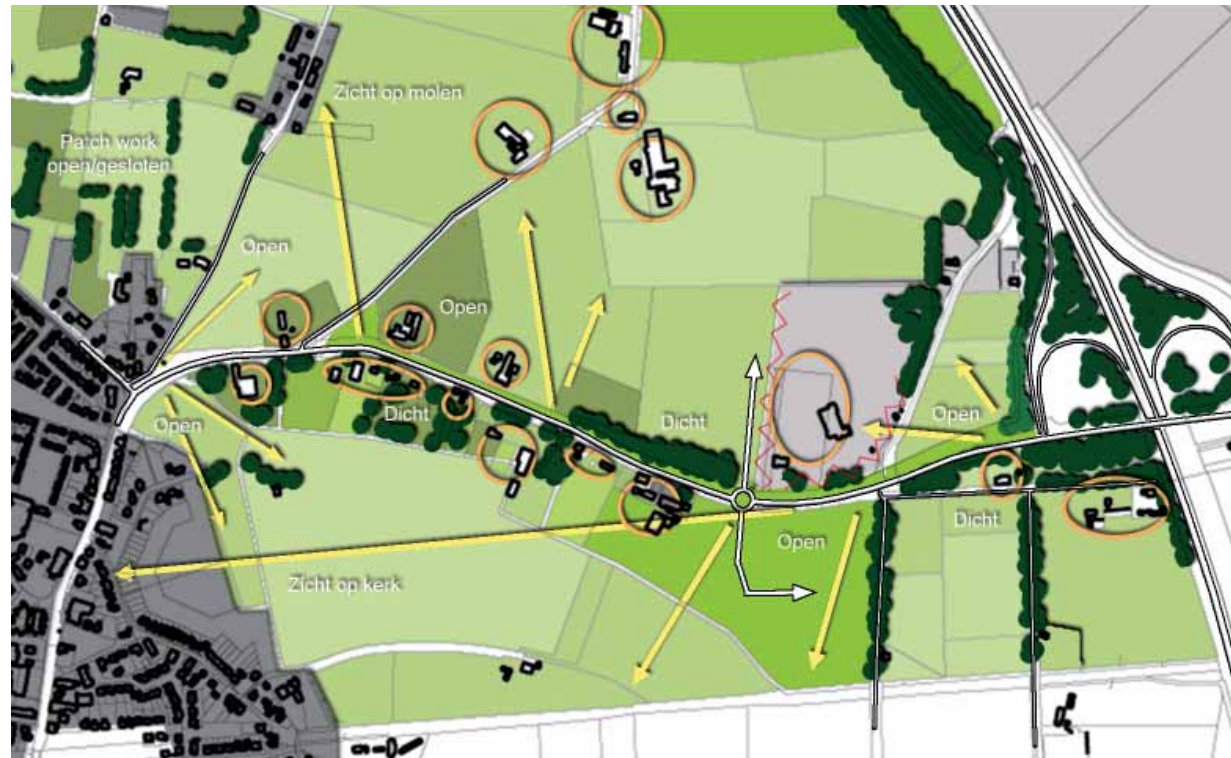 Zicht op molen
Patch work
open/gesloten
Open
Open
Open
Dicht
Dicht
Open
Dicht
Open
Zicht op kerk